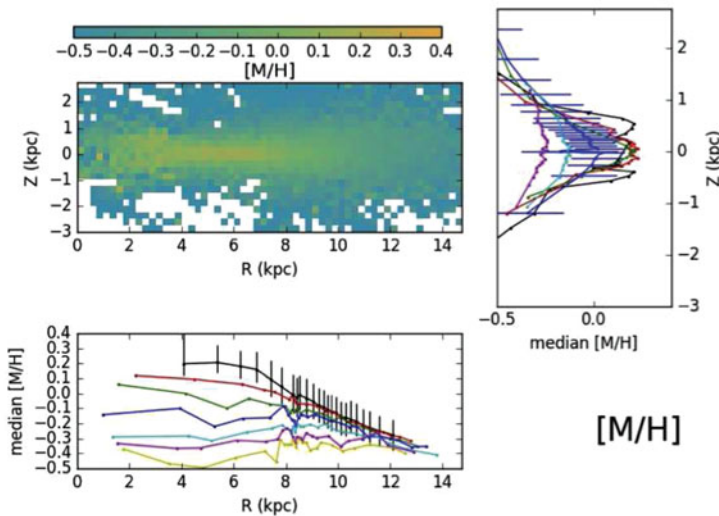 −0.5 −0.4 −0.3 −0.2 −0.1 0.0 0.1 0.2 0.3 0.4
[M/H]
2
1
0
−1
−2
−3
Z (kpc)
0 2 4 6 8 10 12 14
R (kpc)
2
1
0
−1
−2
−3
Z (kpc)
−0.5 0.0
median [M/H]
0.4
0.3
0.2
0.1
0.0
−0.1
−0.2
−0.3
−0.4
−0.5
median [M/H]
0 2 4 6 8 10 12 14
R (kpc)
[M/H]